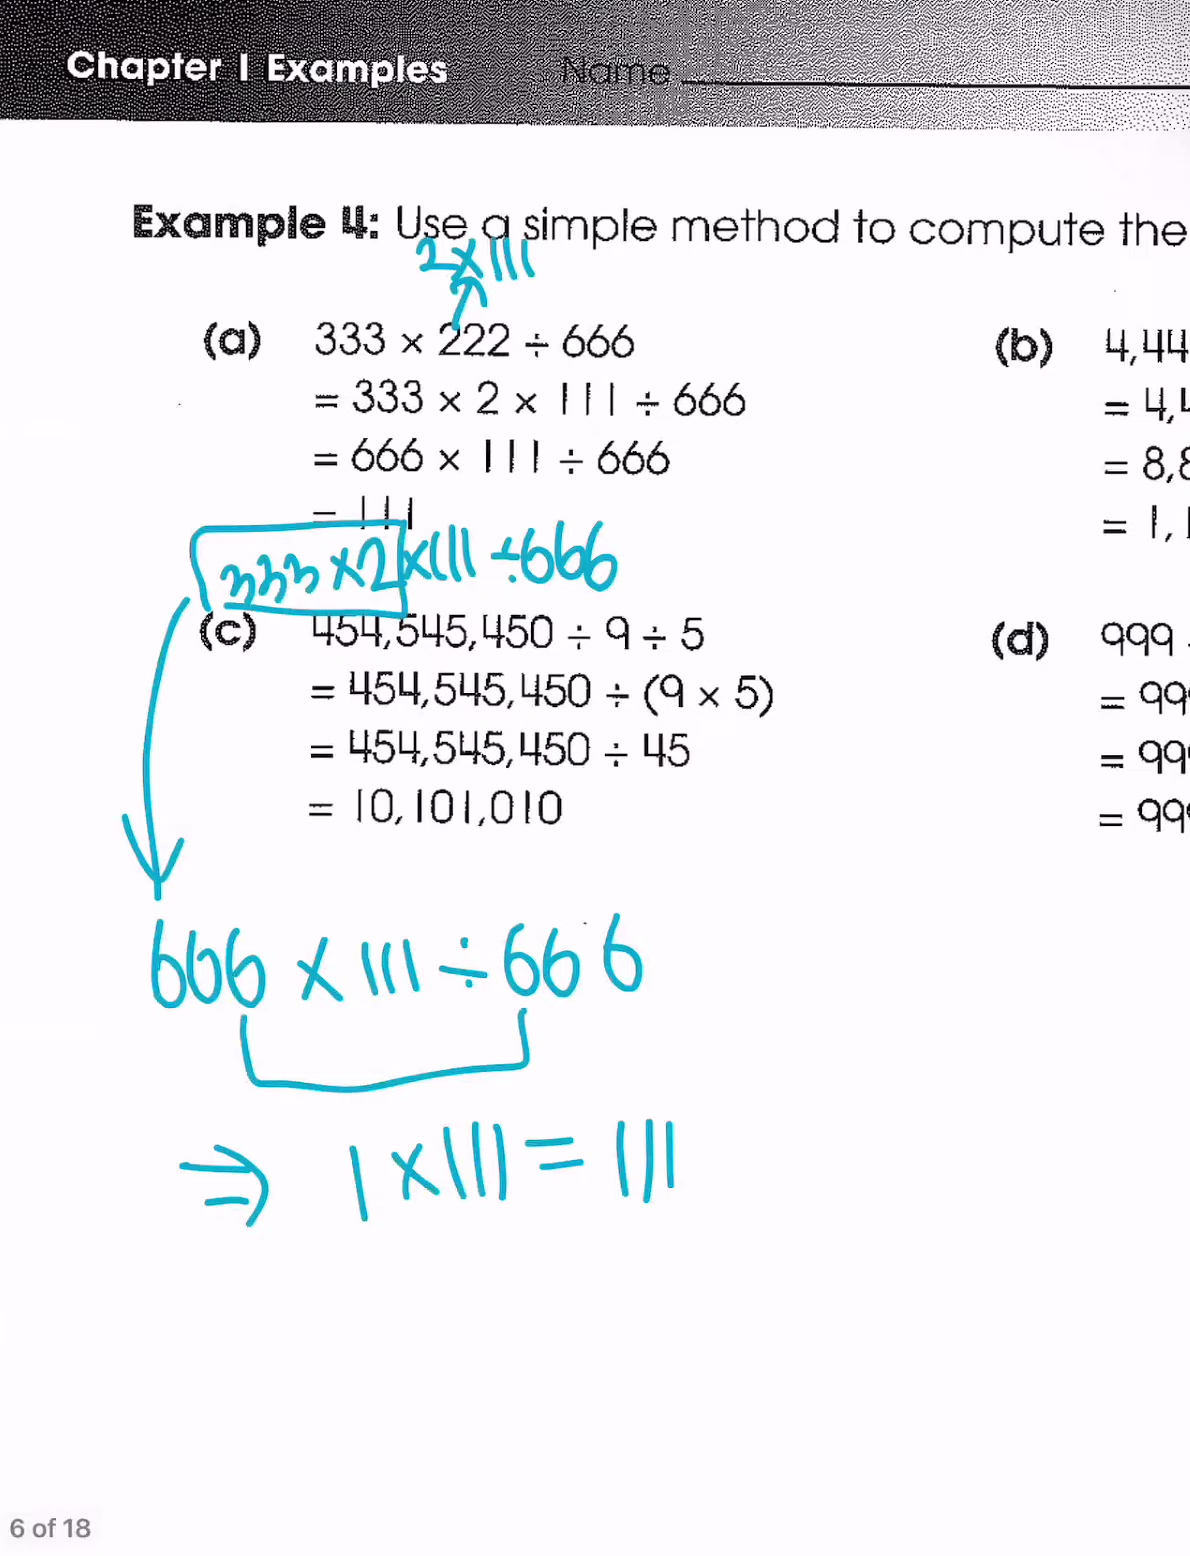 Chapter 1 Examples Name
Example 4: Use a simple method to compute the
2×111
(a) 333 × 222 ÷ 666
= 333 × 2 × 111 ÷ 666
= 666 × 111 ÷ 666
= 111
333 ×2 ×111 ÷666
(b) 4,44
= 4,4
= 8,8
= 1,1
(c) 454,545,450 ÷ 9 ÷ 5
= 454,545,450 ÷ (9 × 5)
= 454,545,450 ÷ 45
= 10,101,010
(d) 999
= 99
= 99
= 99
666 × 111 ÷ 666
⇒ 1 × 111 = 111
6 of 18